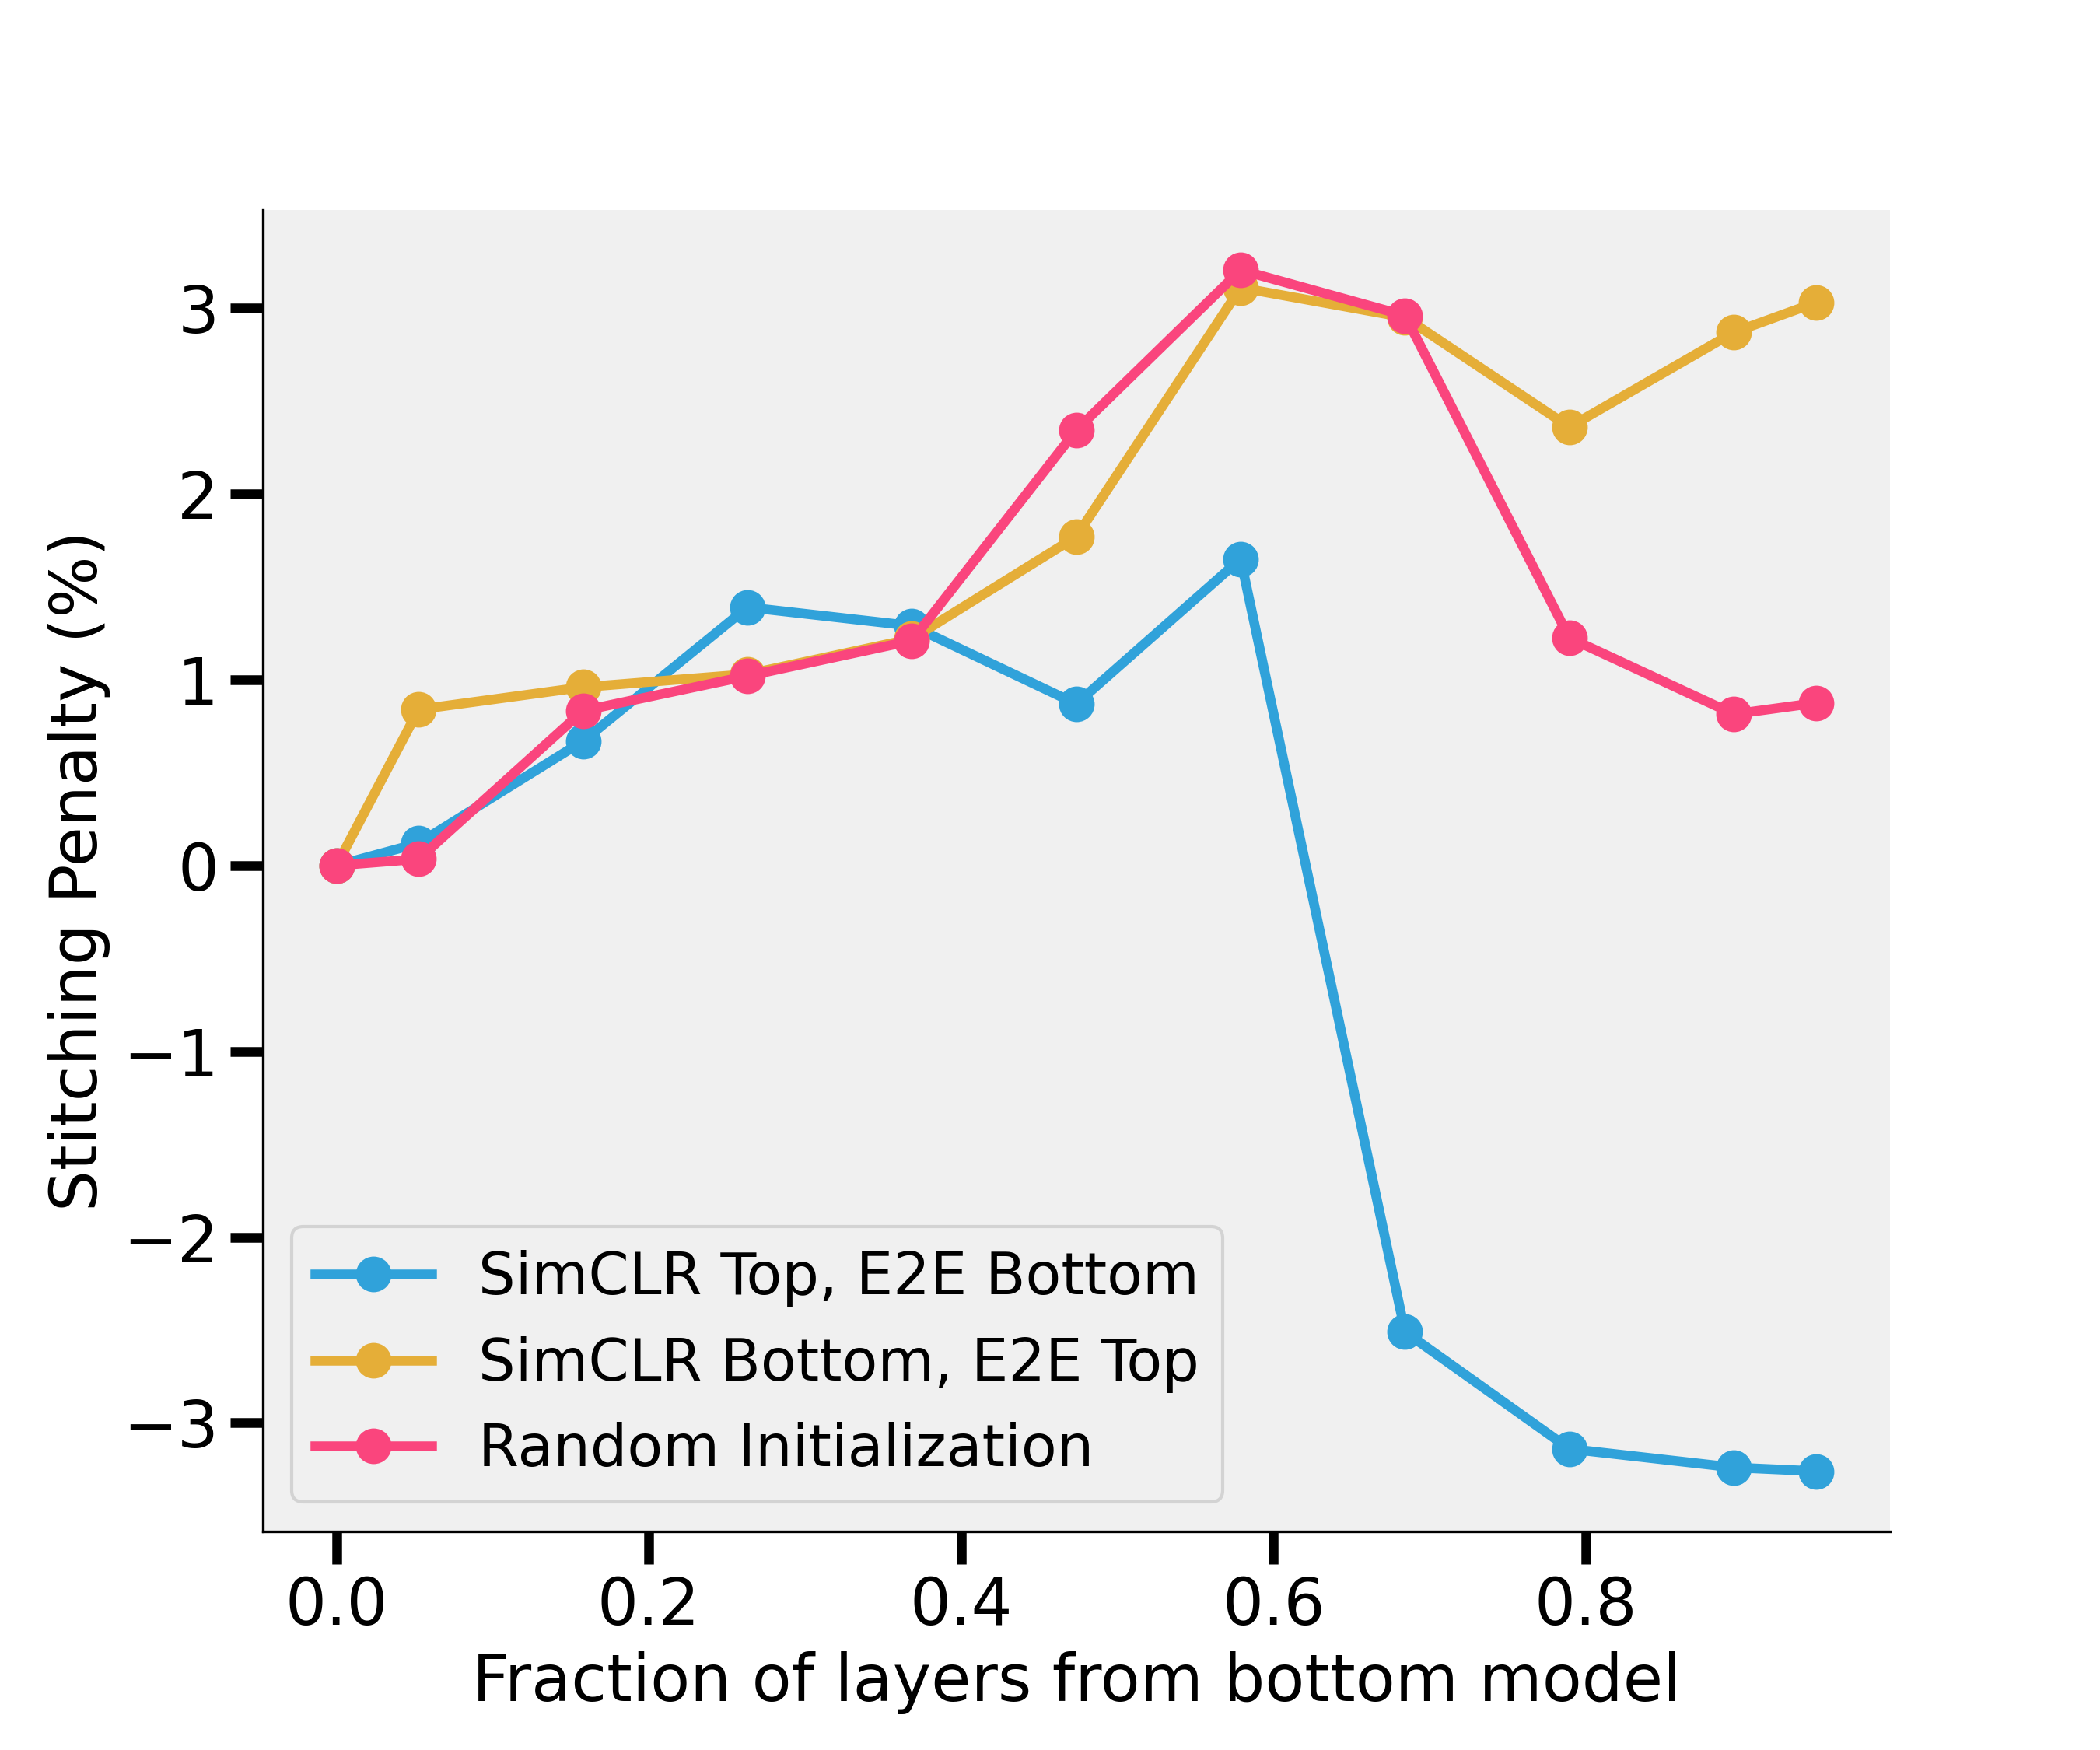 Stitching Penalty (%)
3
2
1
0
−1
−2
−3
SimCLR Top, E2E Bottom
SimCLR Bottom, E2E Top
Random Initialization
0.0 0.2 0.4 0.6 0.8
Fraction of layers from bottom model